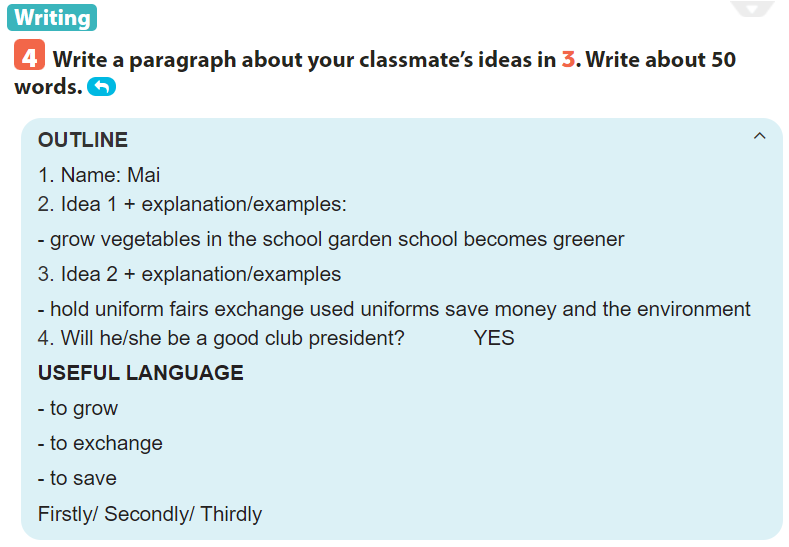 Writing
4 Write a paragraph about your classmate's ideas in 3. Write about 50
words.
OUTLINE
1. Name: Mai
2. Idea 1 + explanation/examples:
- grow vegetables in the school garden school becomes greener
3. Idea 2 + explanation/examples
- hold uniform fairs exchange used uniforms save money and the environment
4. Will he/she be a good club president? YES
USEFUL LANGUAGE
- to grow
- to exchange
- to save
Firstly/ Secondly/ Thirdly